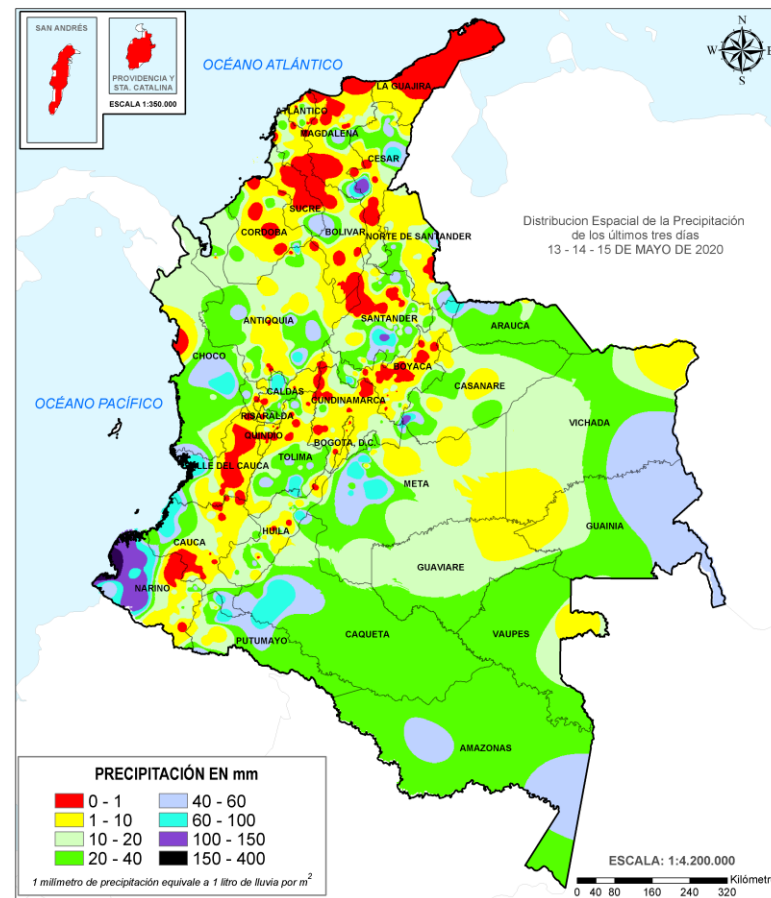 SAN ANDRÉS
PROVIDENCIA Y
STA. CATALINA
ESCALA 1:350.000
OCÉANO ATLÁNTICO
N
W
E
S
LA GUAJIRA
ATLÁNTICO
MAGDALENA
CESAR
SUCRE
CORDOBA
BOLIVAR
NORTE DE SANTANDER
Distribucion Espacial de la Precipitación
de los últimos tres días
13 - 14 - 15 DE MAYO DE 2020
ANTIOQUIA
SANTANDER
ARAUCA
CHOCO
BOYACA
CASANARE
CALDAS
CUNDINAMARCA
OCÉANO PACÍFICO
RISARALDA
VICHADA
QUINDIO
BOGOTA, D.C.
TOLIMA
VALLE DEL CAUCA
META
GUAINIA
HUILA
CAUCA
GUAVIARE
NARIÑO
CAQUETA
VAUPES
PUTUMAYO
AMAZONAS
PRECIPITACIÓN EN mm
0 - 1
40 - 60
1 - 10
60 - 100
10 - 20
100 - 150
20 - 40
150 - 400
1 milímetro de precipitación equivale a 1 litro de lluvia por m²
ESCALA: 1:4.200.000
Kilómetr
0 40 80 160 240 320